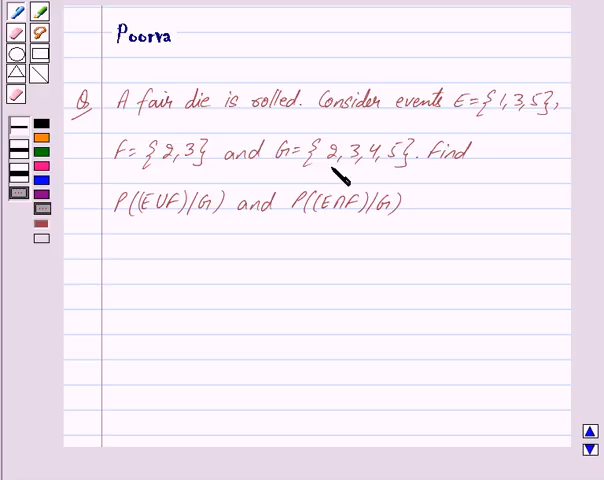 Poorva
Q A fair die is rolled. Consider events E={1,3,5},
F={2,3} and G={2,3,4,5}. Find
P((E∪F)/G) and P((E∩F)/G)